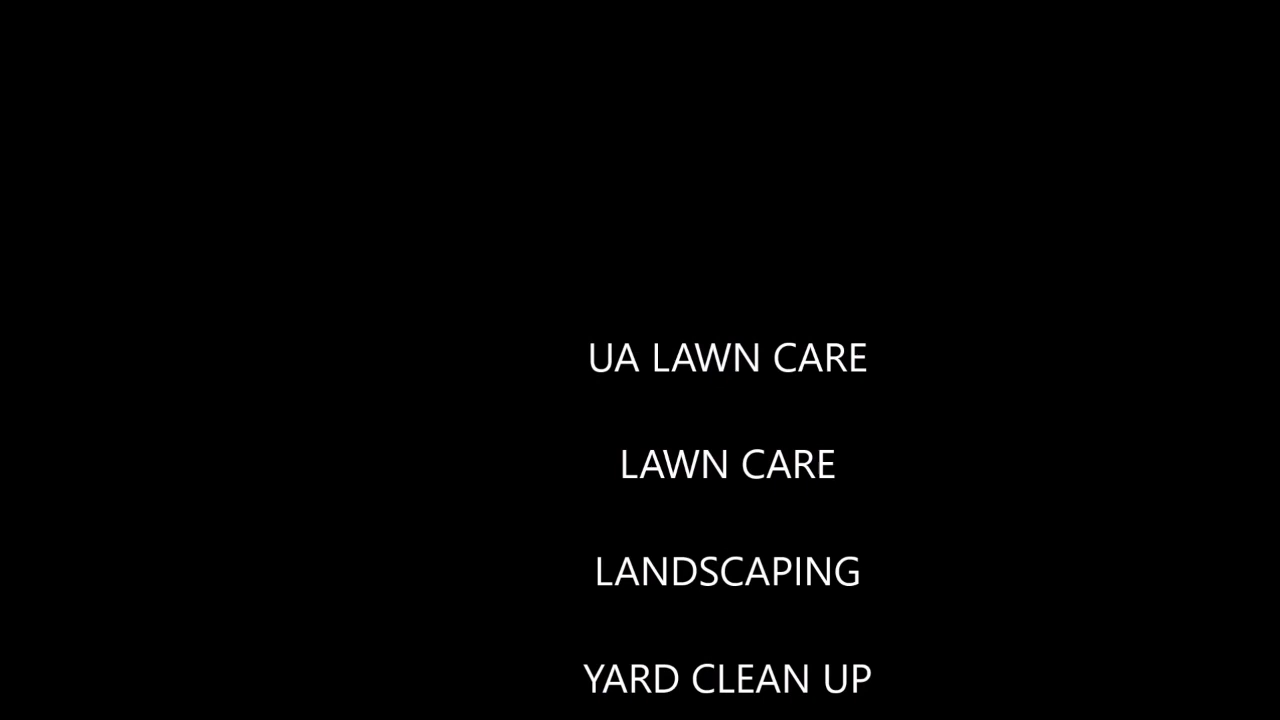 UA LAWN CARE
LAWN CARE
LANDSCAPING
YARD CLEAN UP